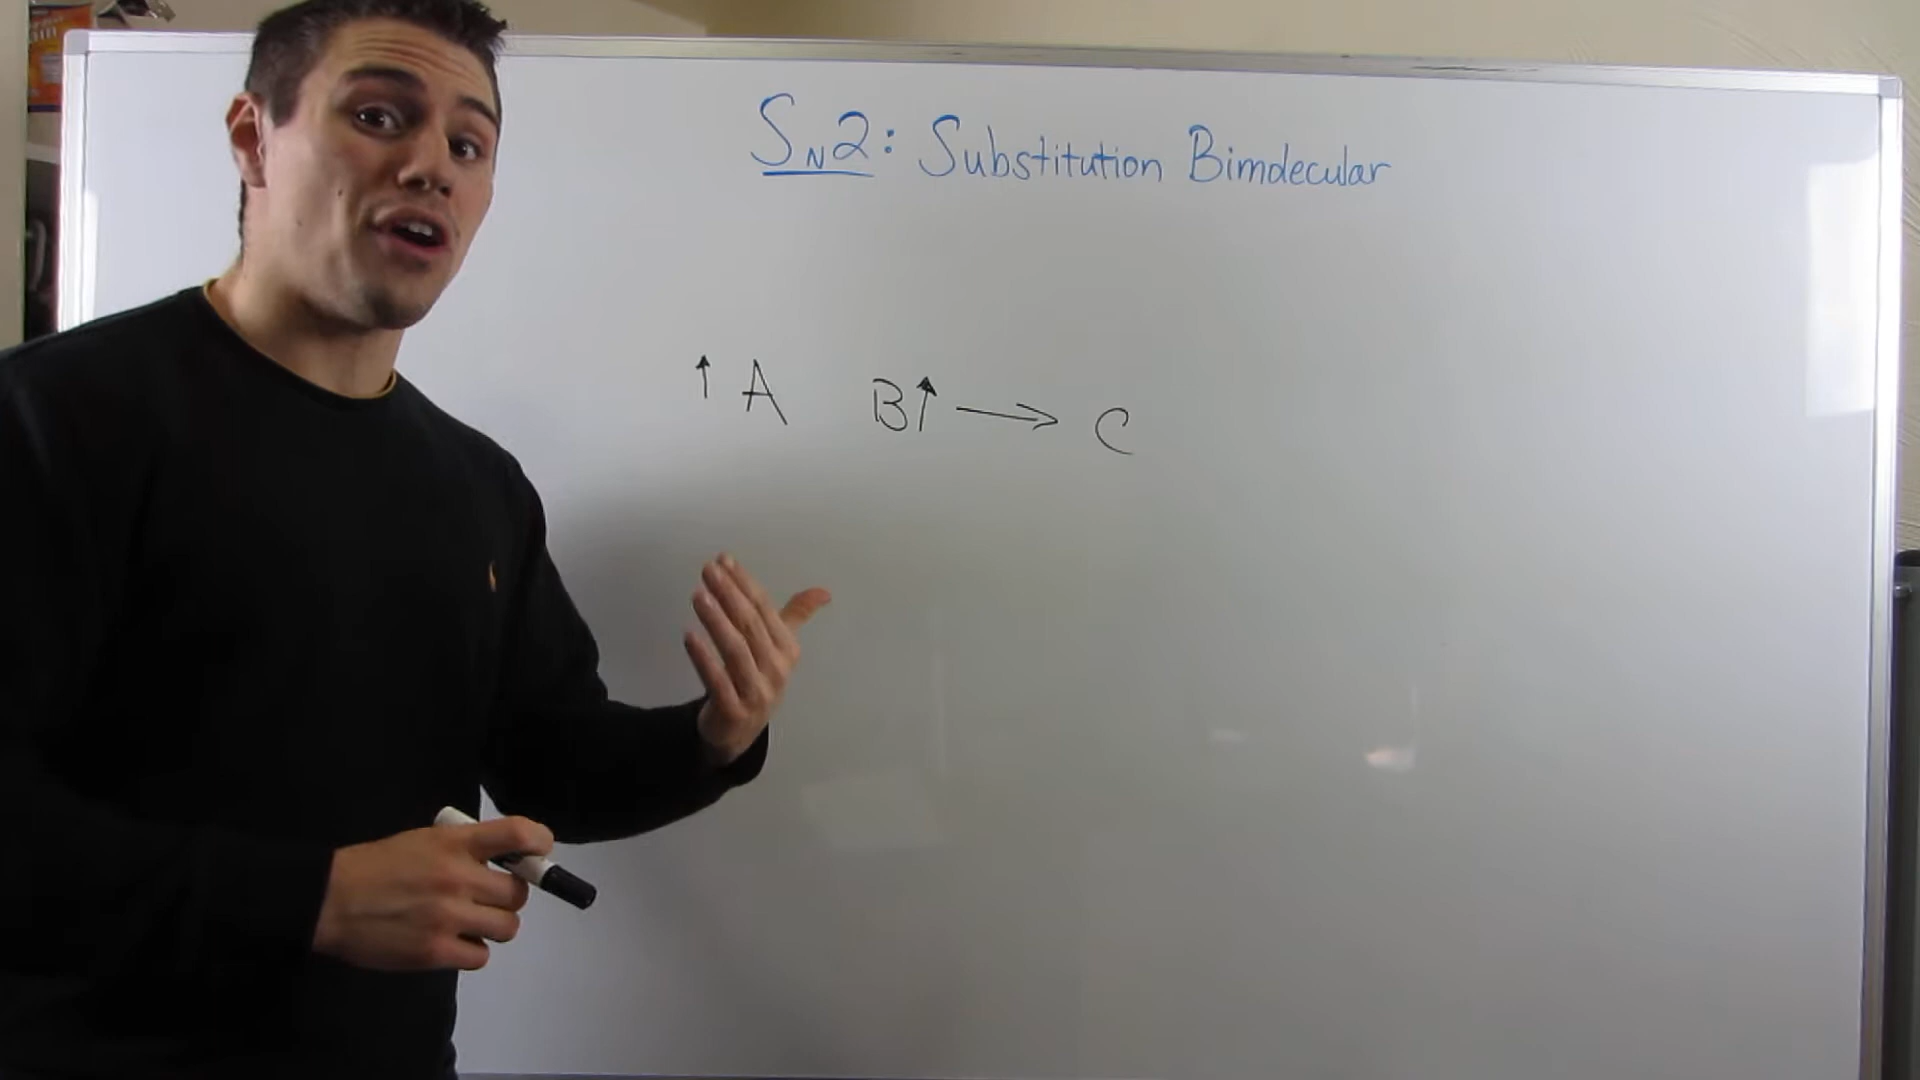 SN2: Substitution Bimolecular
↑ A B↑ → C